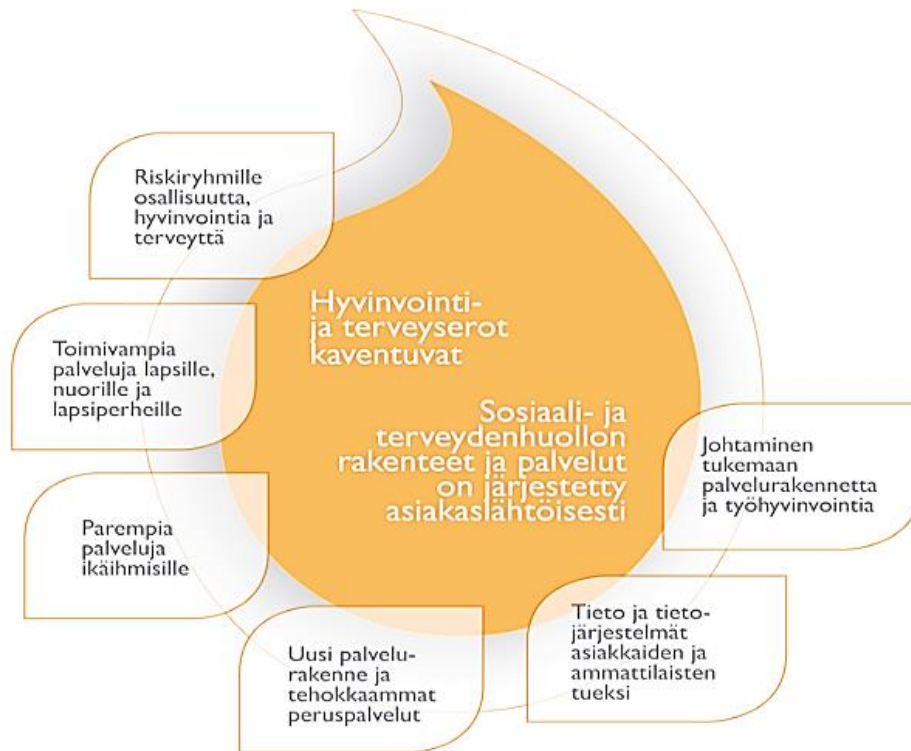 Riskiryhmille
osallisuutta,
hyvinvointia ja
terveyttä
Hyvinvointi-
ja terveyserot
kaventuvat
Toimivampia
palveluja lapsille,
nuorille ja
lapsiperheille
Sosiaali- ja
terveydenhuollon
rakenteet ja palvelut
on järjestetty
asiakaslähtöisesti
Johtaminen
tukemaan
palvelurakennetta
ja työhyvinvointia
Parempia
palveluja
ikäihmisille
Uusi palvelu-
rakenne ja
tehokkaammat
peruspalvelut
Tieto ja tieto-
järjestelmät
asiakkaiden ja
ammattilaisten
tueksi